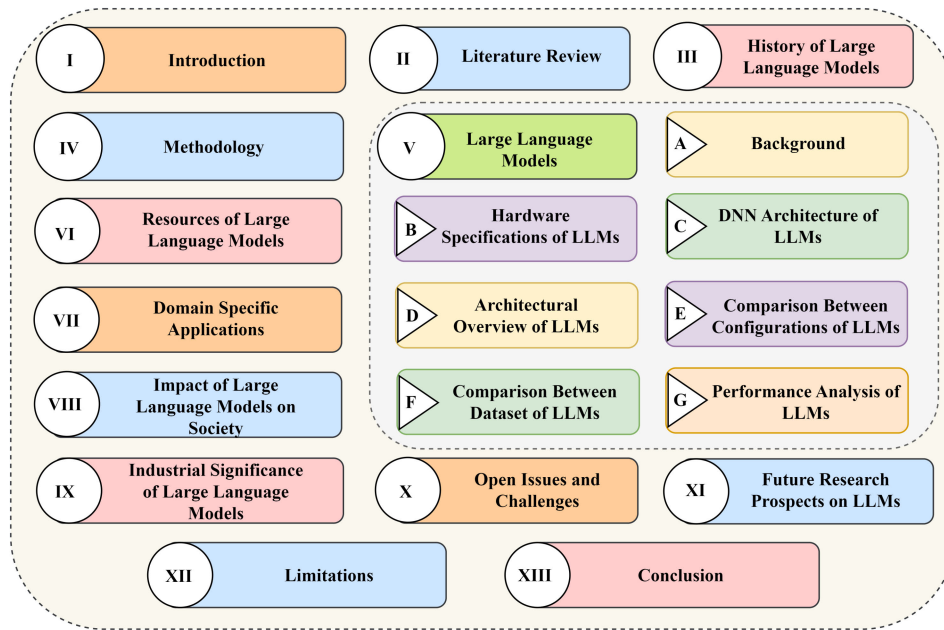 I
Introduction
II
Literature Review
III
History of Large
Language Models
IV
Methodology
V
Large Language
Models
A
Background
VI
Resources of Large
Language Models
B
Hardware
Specifications of LLMs
C
DNN Architecture of
LLMs
VII
Domain Specific
Applications
D
Architectural
Overview of LLMs
E
Comparison Between
Configurations of LLMs
VIII
Impact of Large
Language Models on
Society
F
Comparison Between
Dataset of LLMs
G
Performance Analysis of
LLMs
IX
Industrial Significance
of Large Language
Models
X
Open Issues and
Challenges
XI
Future Research
Prospects on LLMs
XII
Limitations
XIII
Conclusion